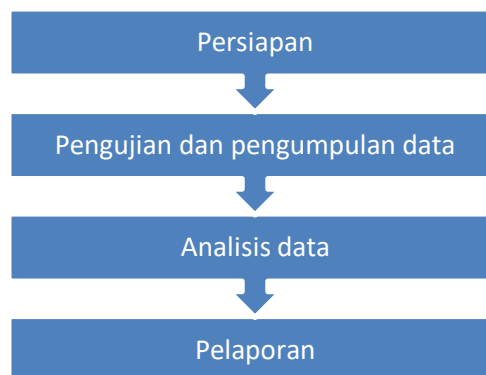 Persiapan
Pengujian dan pengumpulan data
Analisis data
Pelaporan